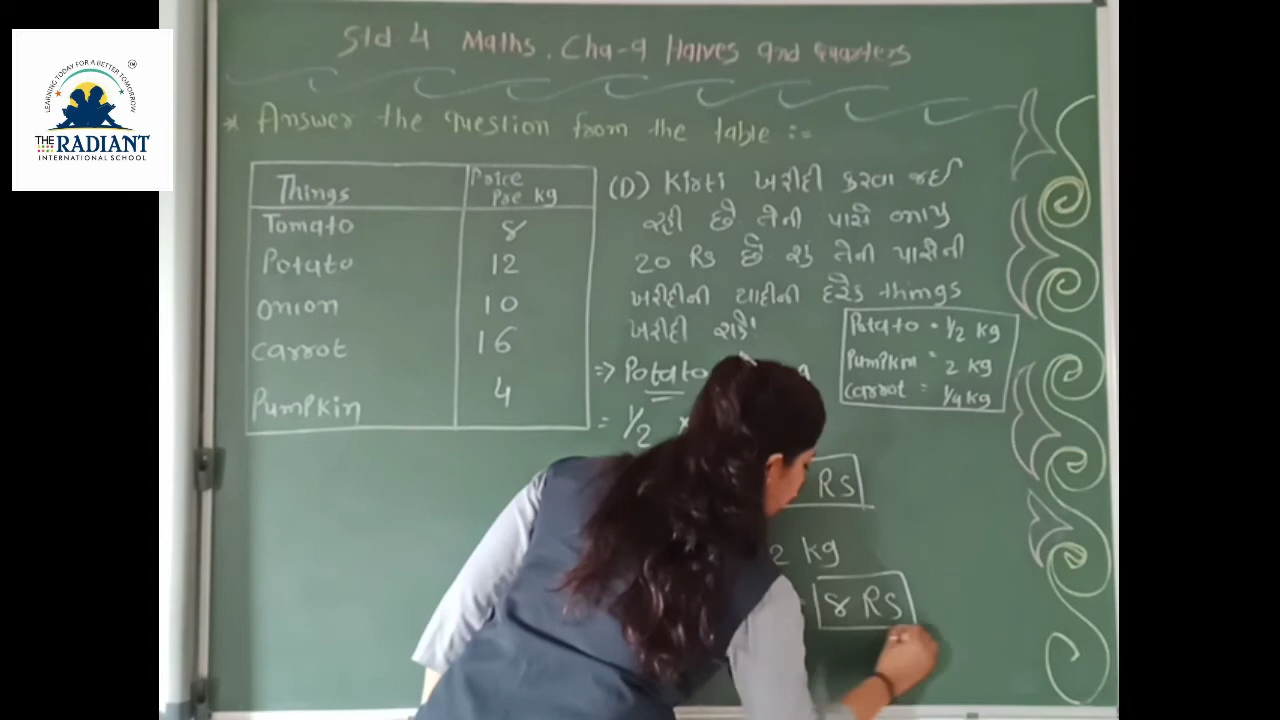 LEARNING TODAY FOR A BETTER TOMORROW
THE RADIANT
INTERNATIONAL SCHOOL
Std 4 Maths, Cha-9 Halves and Quarters
* Answer the question from the table :-
Things Price Pre kg
Tomato 8
Potato 12
Onion 10
Carrot 16
Pumpkin 4
(D) Kirti ખરીદી કરવા જઈ
રહી છે તેની પાસે માત્ર
20 Rs છે શું તેની પાસેની
ખરીદીની યાદીની દરેક things
ખરીદી શકે?
Potato = 1/2 kg
Pumpkin = 2 kg
Carrot = 1/4 kg
=> Potato
= 1/2
Rs
2 kg
8 Rs